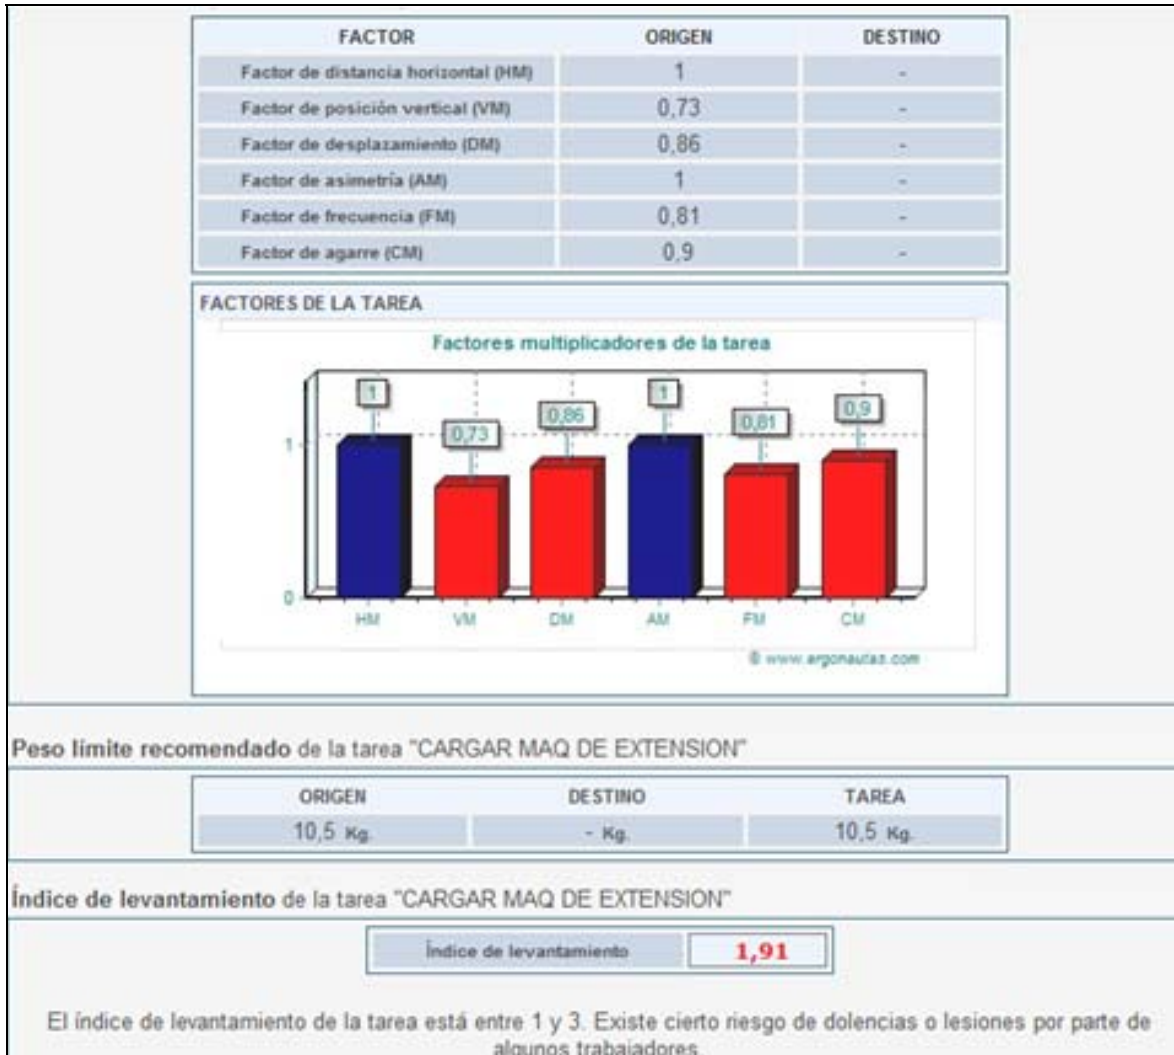 FACTOR ORIGEN DESTINO
Factor de distancia horizontal (HM) 1 -
Factor de posición vertical (VM) 0,73 -
Factor de desplazamiento (DM) 0,86 -
Factor de asimetría (AM) 1 -
Factor de frecuencia (FM) 0,81 -
Factor de agarre (CM) 0,9 -
FACTORES DE LA TAREA
Factores multiplicadores de la tarea
1 0,73 0,86 1 0,81 0,9
1
0
HM VM DM AM FM CM
© www.ergonautas.com
Peso límite recomendado de la tarea "CARGAR MAQ DE EXTENSION"
ORIGEN DESTINO TAREA
10,5 Kg. - Kg. 10,5 Kg.
Índice de levantamiento de la tarea "CARGAR MAQ DE EXTENSION"
Índice de levantamiento 1,91
El índice de levantamiento de la tarea está entre 1 y 3. Existe cierto riesgo de dolencias o lesiones por parte de
algunos trabajadores.